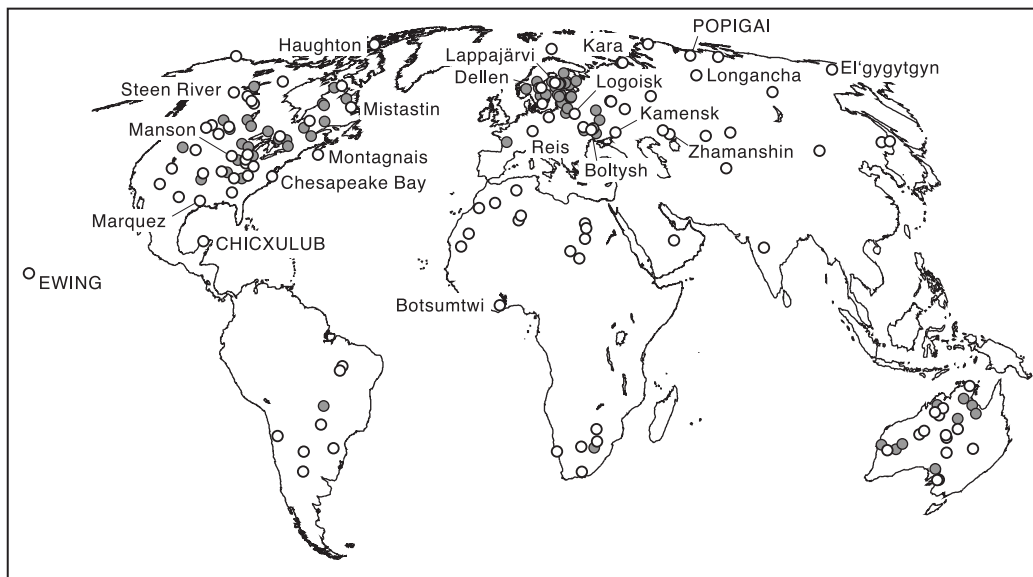 POPIGAI
Haughton
Kara
Lappajärvi
El'gygytgyn
Dellen
Logoisk
Longancha
Steen River
Mistastin
Kamensk
Manson
Reis
Zhamanshin
Montagnais
Boltysh
Chesapeake Bay
Marquez
CHICXULUB
EWING
Botsumtwi